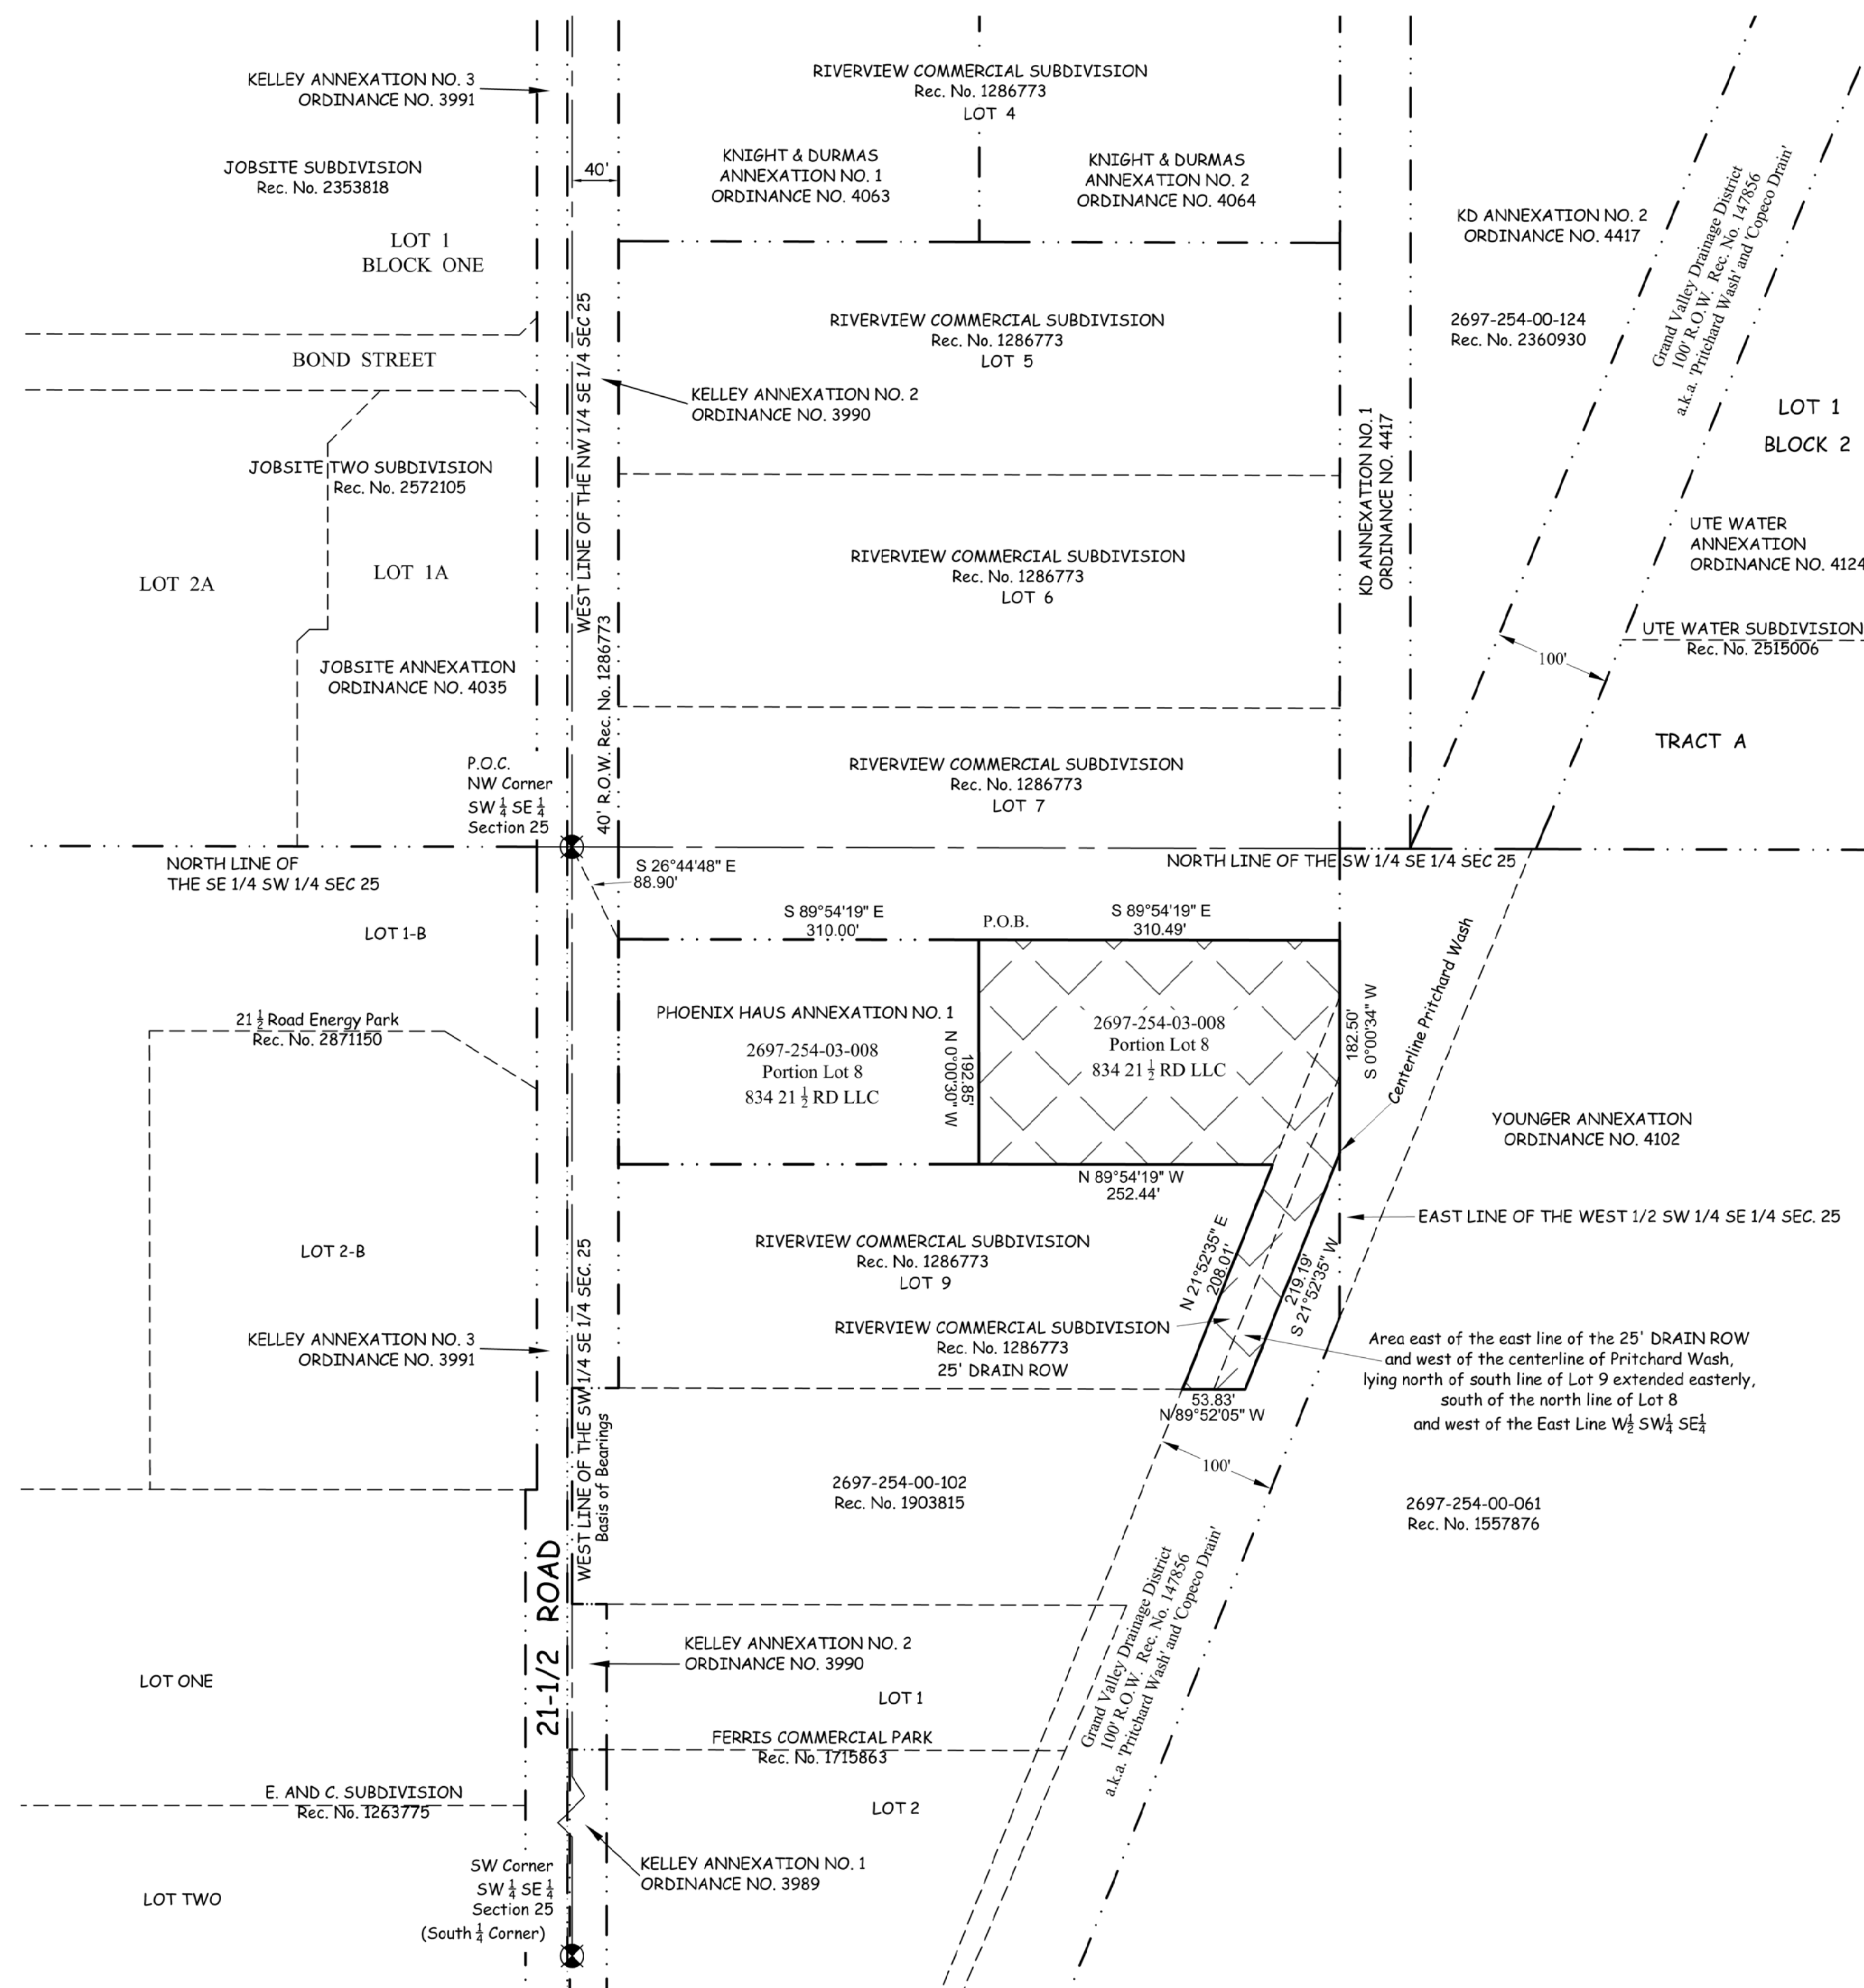 KELLEY ANNEXATION NO. 3
ORDINANCE NO. 3991
RIVERVIEW COMMERCIAL SUBDIVISION
Rec. No. 1286773
LOT 4
JOBSITE SUBDIVISION
Rec. No. 2353818
40'
KNIGHT & DURMAS
ANNEXATION NO. 1
ORDINANCE NO. 4063
KNIGHT & DURMAS
ANNEXATION NO. 2
ORDINANCE NO. 4064
KD ANNEXATION NO. 2
ORDINANCE NO. 4417
Grand Valley Drainage District
100' R.O.W. Rec. No. 147856
a.k.a. 'Pritchard Wash' and 'Copeco Drain'
LOT 1
BLOCK ONE
WEST LINE OF THE NW 1/4 SE 1/4 SEC 25
RIVERVIEW COMMERCIAL SUBDIVISION
Rec. No. 1286773
LOT 5
2697-254-00-124
Rec. No. 2360930
BOND STREET
KELLEY ANNEXATION NO. 2
ORDINANCE NO. 3990
KD ANNEXATION NO. 1
ORDINANCE NO. 4417
LOT 1
BLOCK 2
JOBSITE TWO SUBDIVISION
Rec. No. 2572105
UTE WATER
ANNEXATION
ORDINANCE NO. 4124
LOT 2A
LOT 1A
RIVERVIEW COMMERCIAL SUBDIVISION
Rec. No. 1286773
LOT 6
UTE WATER SUBDIVISION
Rec. No. 2515006
100'
JOBSITE ANNEXATION
ORDINANCE NO. 4035
40' R.O.W. Rec. No. 1286773
TRACT A
P.O.C.
NW Corner
SW 1/4 SE 1/4
Section 25
RIVERVIEW COMMERCIAL SUBDIVISION
Rec. No. 1286773
LOT 7
NORTH LINE OF
THE SE 1/4 SW 1/4 SEC 25
S 26°44'48" E
88.90'
NORTH LINE OF THE SW 1/4 SE 1/4 SEC 25
LOT 1-B
S 89°54'19" E
310.00'
P.O.B.
S 89°54'19" E
310.49'
Centerline Pritchard Wash
21 1/2 Road Energy Park
Rec. No. 2871150
PHOENIX HAUS ANNEXATION NO. 1
2697-254-03-008
Portion Lot 8
834 21 1/2 RD LLC
192.85'
N 0°00'30" W
2697-254-03-008
Portion Lot 8
834 21 1/2 RD LLC
182.50'
S 0°00'34" W
YOUNGER ANNEXATION
ORDINANCE NO. 4102
N 89°54'19" W
252.44'
EAST LINE OF THE WEST 1/2 SW 1/4 SE 1/4 SEC. 25
LOT 2-B
RIVERVIEW COMMERCIAL SUBDIVISION
Rec. No. 1286773
LOT 9
N 21°52'35" E
208.01'
219.19'
S 21°52'35" W
KELLEY ANNEXATION NO. 3
ORDINANCE NO. 3991
RIVERVIEW COMMERCIAL SUBDIVISION
Rec. No. 1286773
25' DRAIN ROW
Area east of the east line of the 25' DRAIN ROW
and west of the centerline of Pritchard Wash,
lying north of south line of Lot 9 extended easterly,
south of the north line of Lot 8
and west of the East Line W1/2 SW1/4 SE1/4
53.83'
N 89°52'05" W
WEST LINE OF THE SW 1/4 SE 1/4 SEC. 25
Basis of Bearings
100'
2697-254-00-102
Rec. No. 1903815
2697-254-00-061
Rec. No. 1557876
21-1/2 ROAD
Grand Valley Drainage District
100' R.O.W. Rec. No. 147856
a.k.a. 'Pritchard Wash' and 'Copeco Drain'
KELLEY ANNEXATION NO. 2
ORDINANCE NO. 3990
LOT ONE
LOT 1
FERRIS COMMERCIAL PARK
Rec. No. 1715863
E. AND C. SUBDIVISION
Rec. No. 1263775
LOT 2
KELLEY ANNEXATION NO. 1
ORDINANCE NO. 3989
LOT TWO
SW Corner
SW 1/4 SE 1/4
Section 25
(South 1/4 Corner)